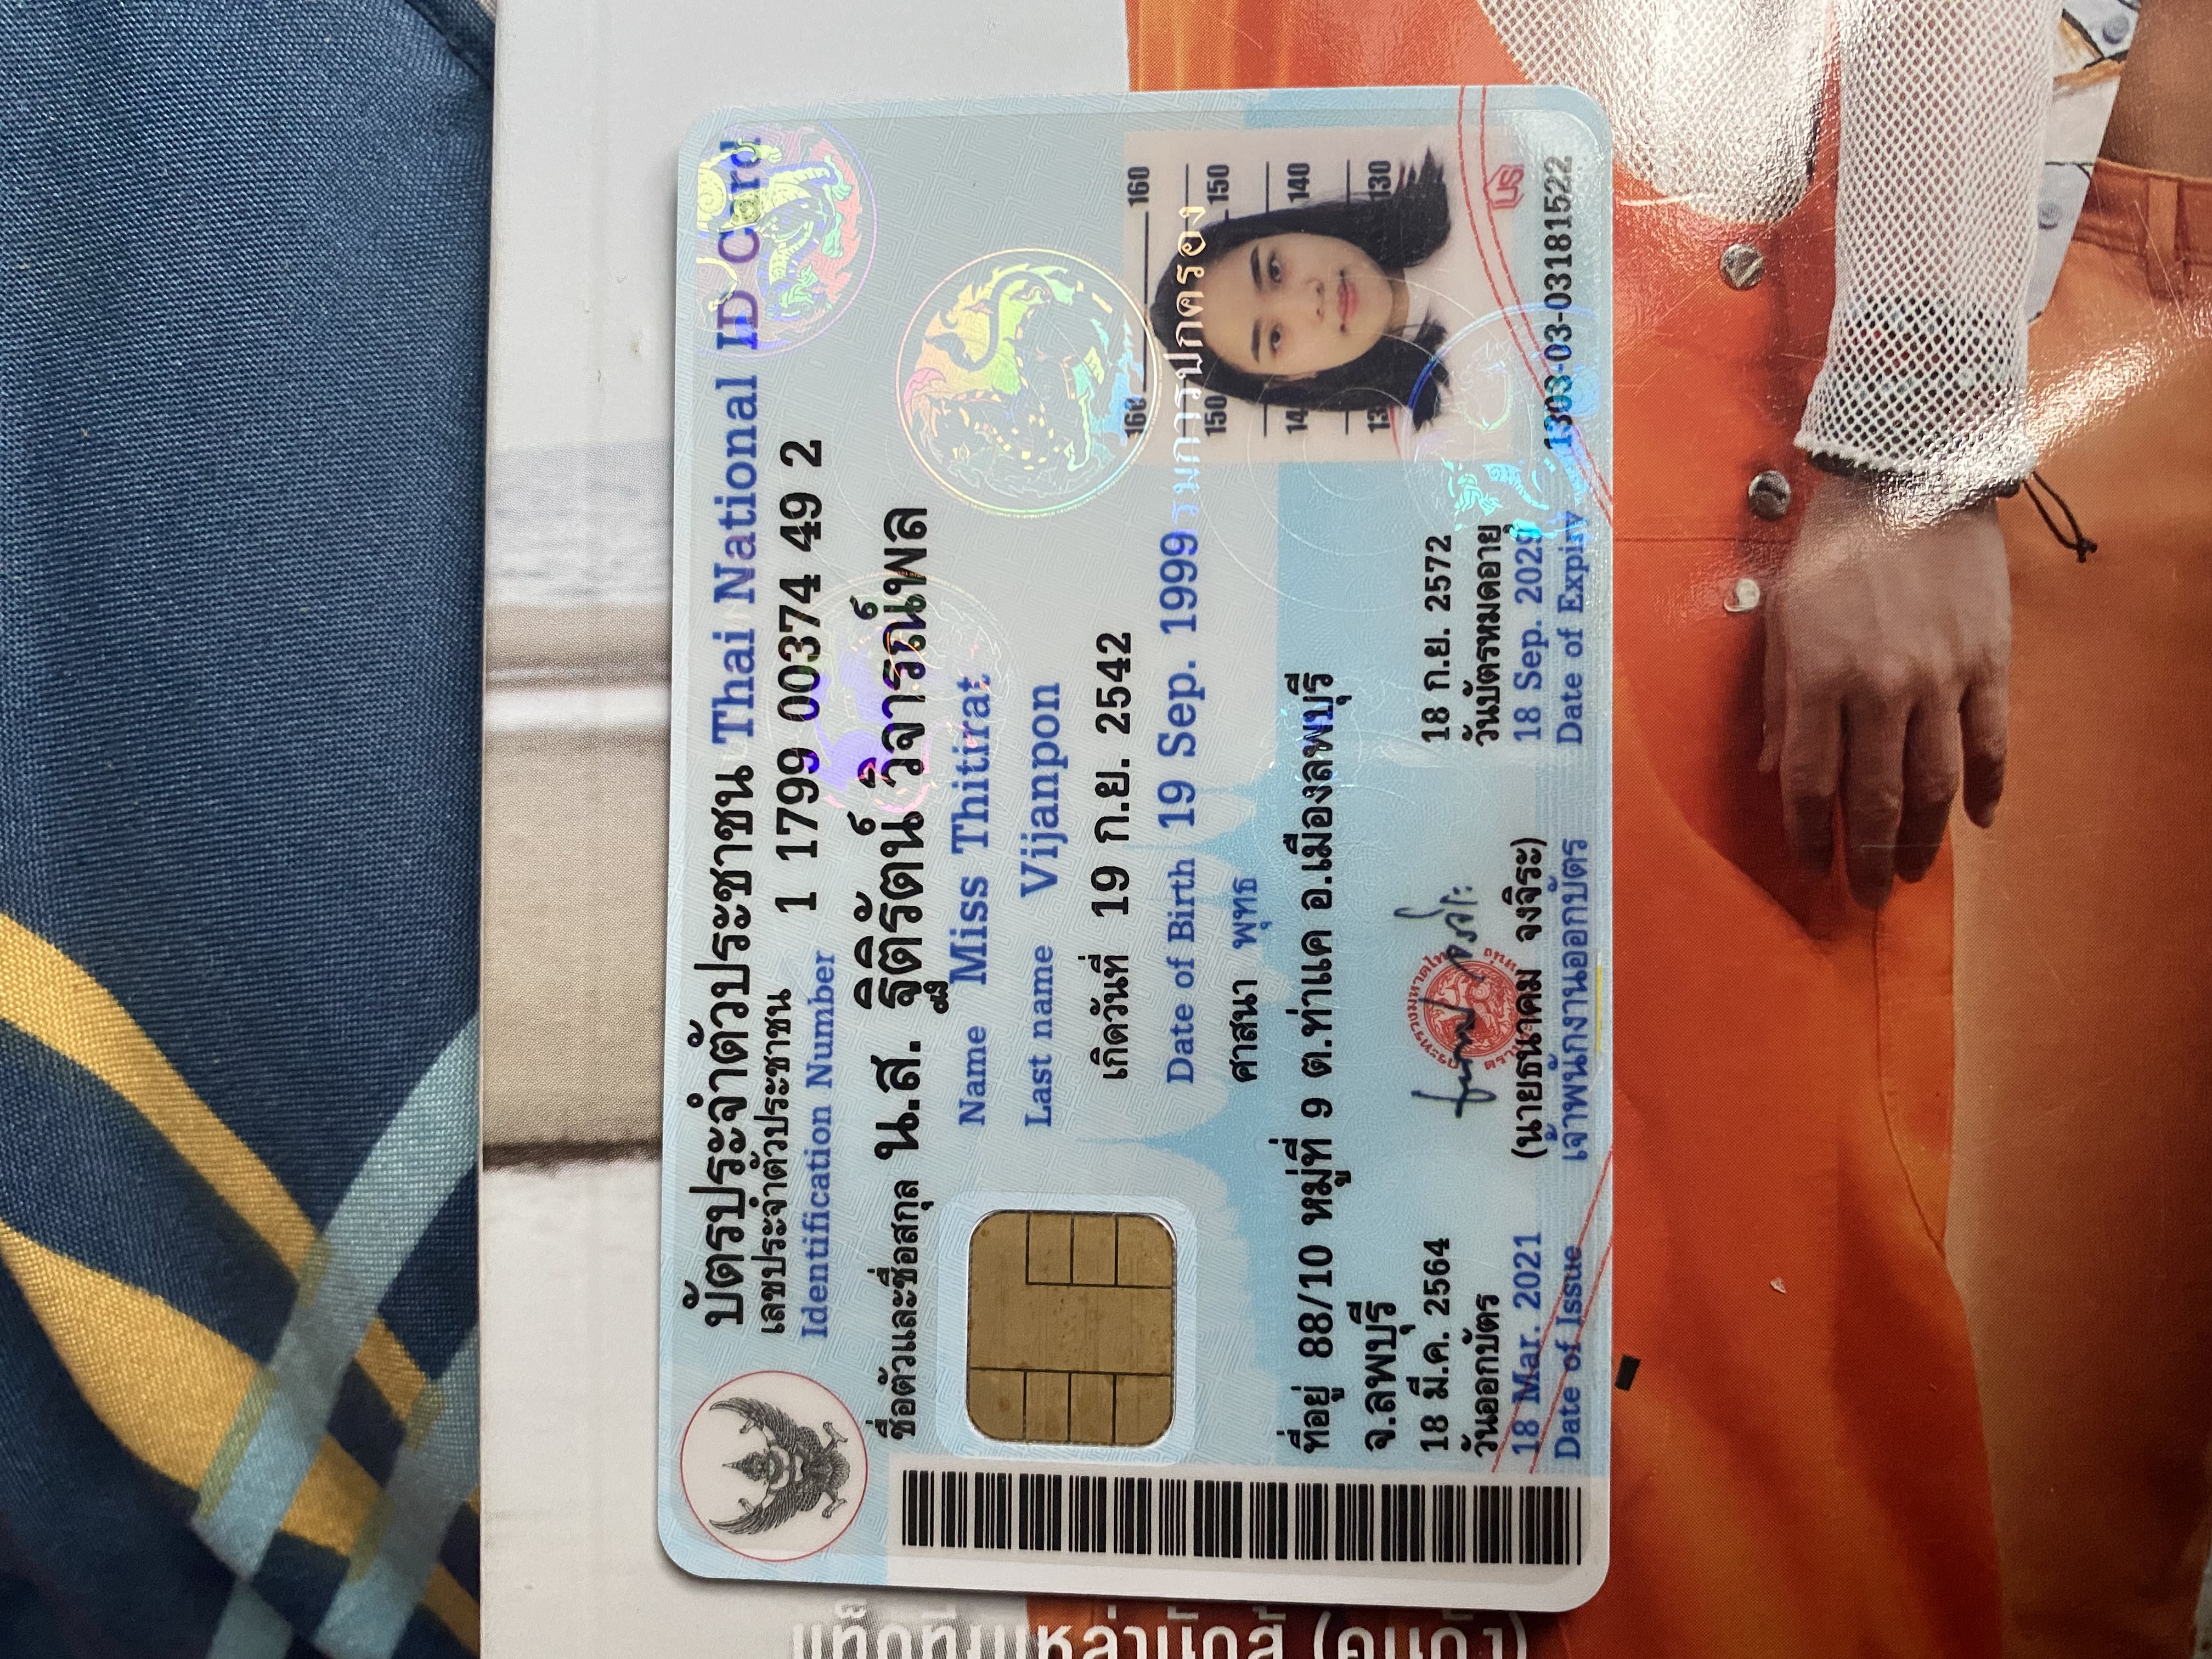 บัตรประจำตัวประชาชน Thai National ID Card
เลขประจำตัวประชาชน
Identification Number 1 1799 00374 49 2
ชื่อตัวและชื่อสกุล น.ส. ฐิติรัตน์ วิจารณ์พล
Name Miss Thitirat
Last name Vijanpon
เกิดวันที่ 19 ก.ย. 2542
Date of Birth 19 Sep. 1999
กรมการปกครอง
ศาสนา พุทธ
ที่อยู่ 88/10 หมู่ที่ 9 ต.ท่าแค อ.เมืองลพบุรี
จ.ลพบุรี
160 160
150 150
14 140
13 130
18 มี.ค. 2564
วันออกบัตร
18 Mar. 2021
Date of Issue
(นายธนาคม จงจิระ)
เจ้าพนักงานออกบัตร
18 ก.ย. 2572
วันบัตรหมดอายุ
18 Sep. 2029
Date of Expiry
1303-03-03181522